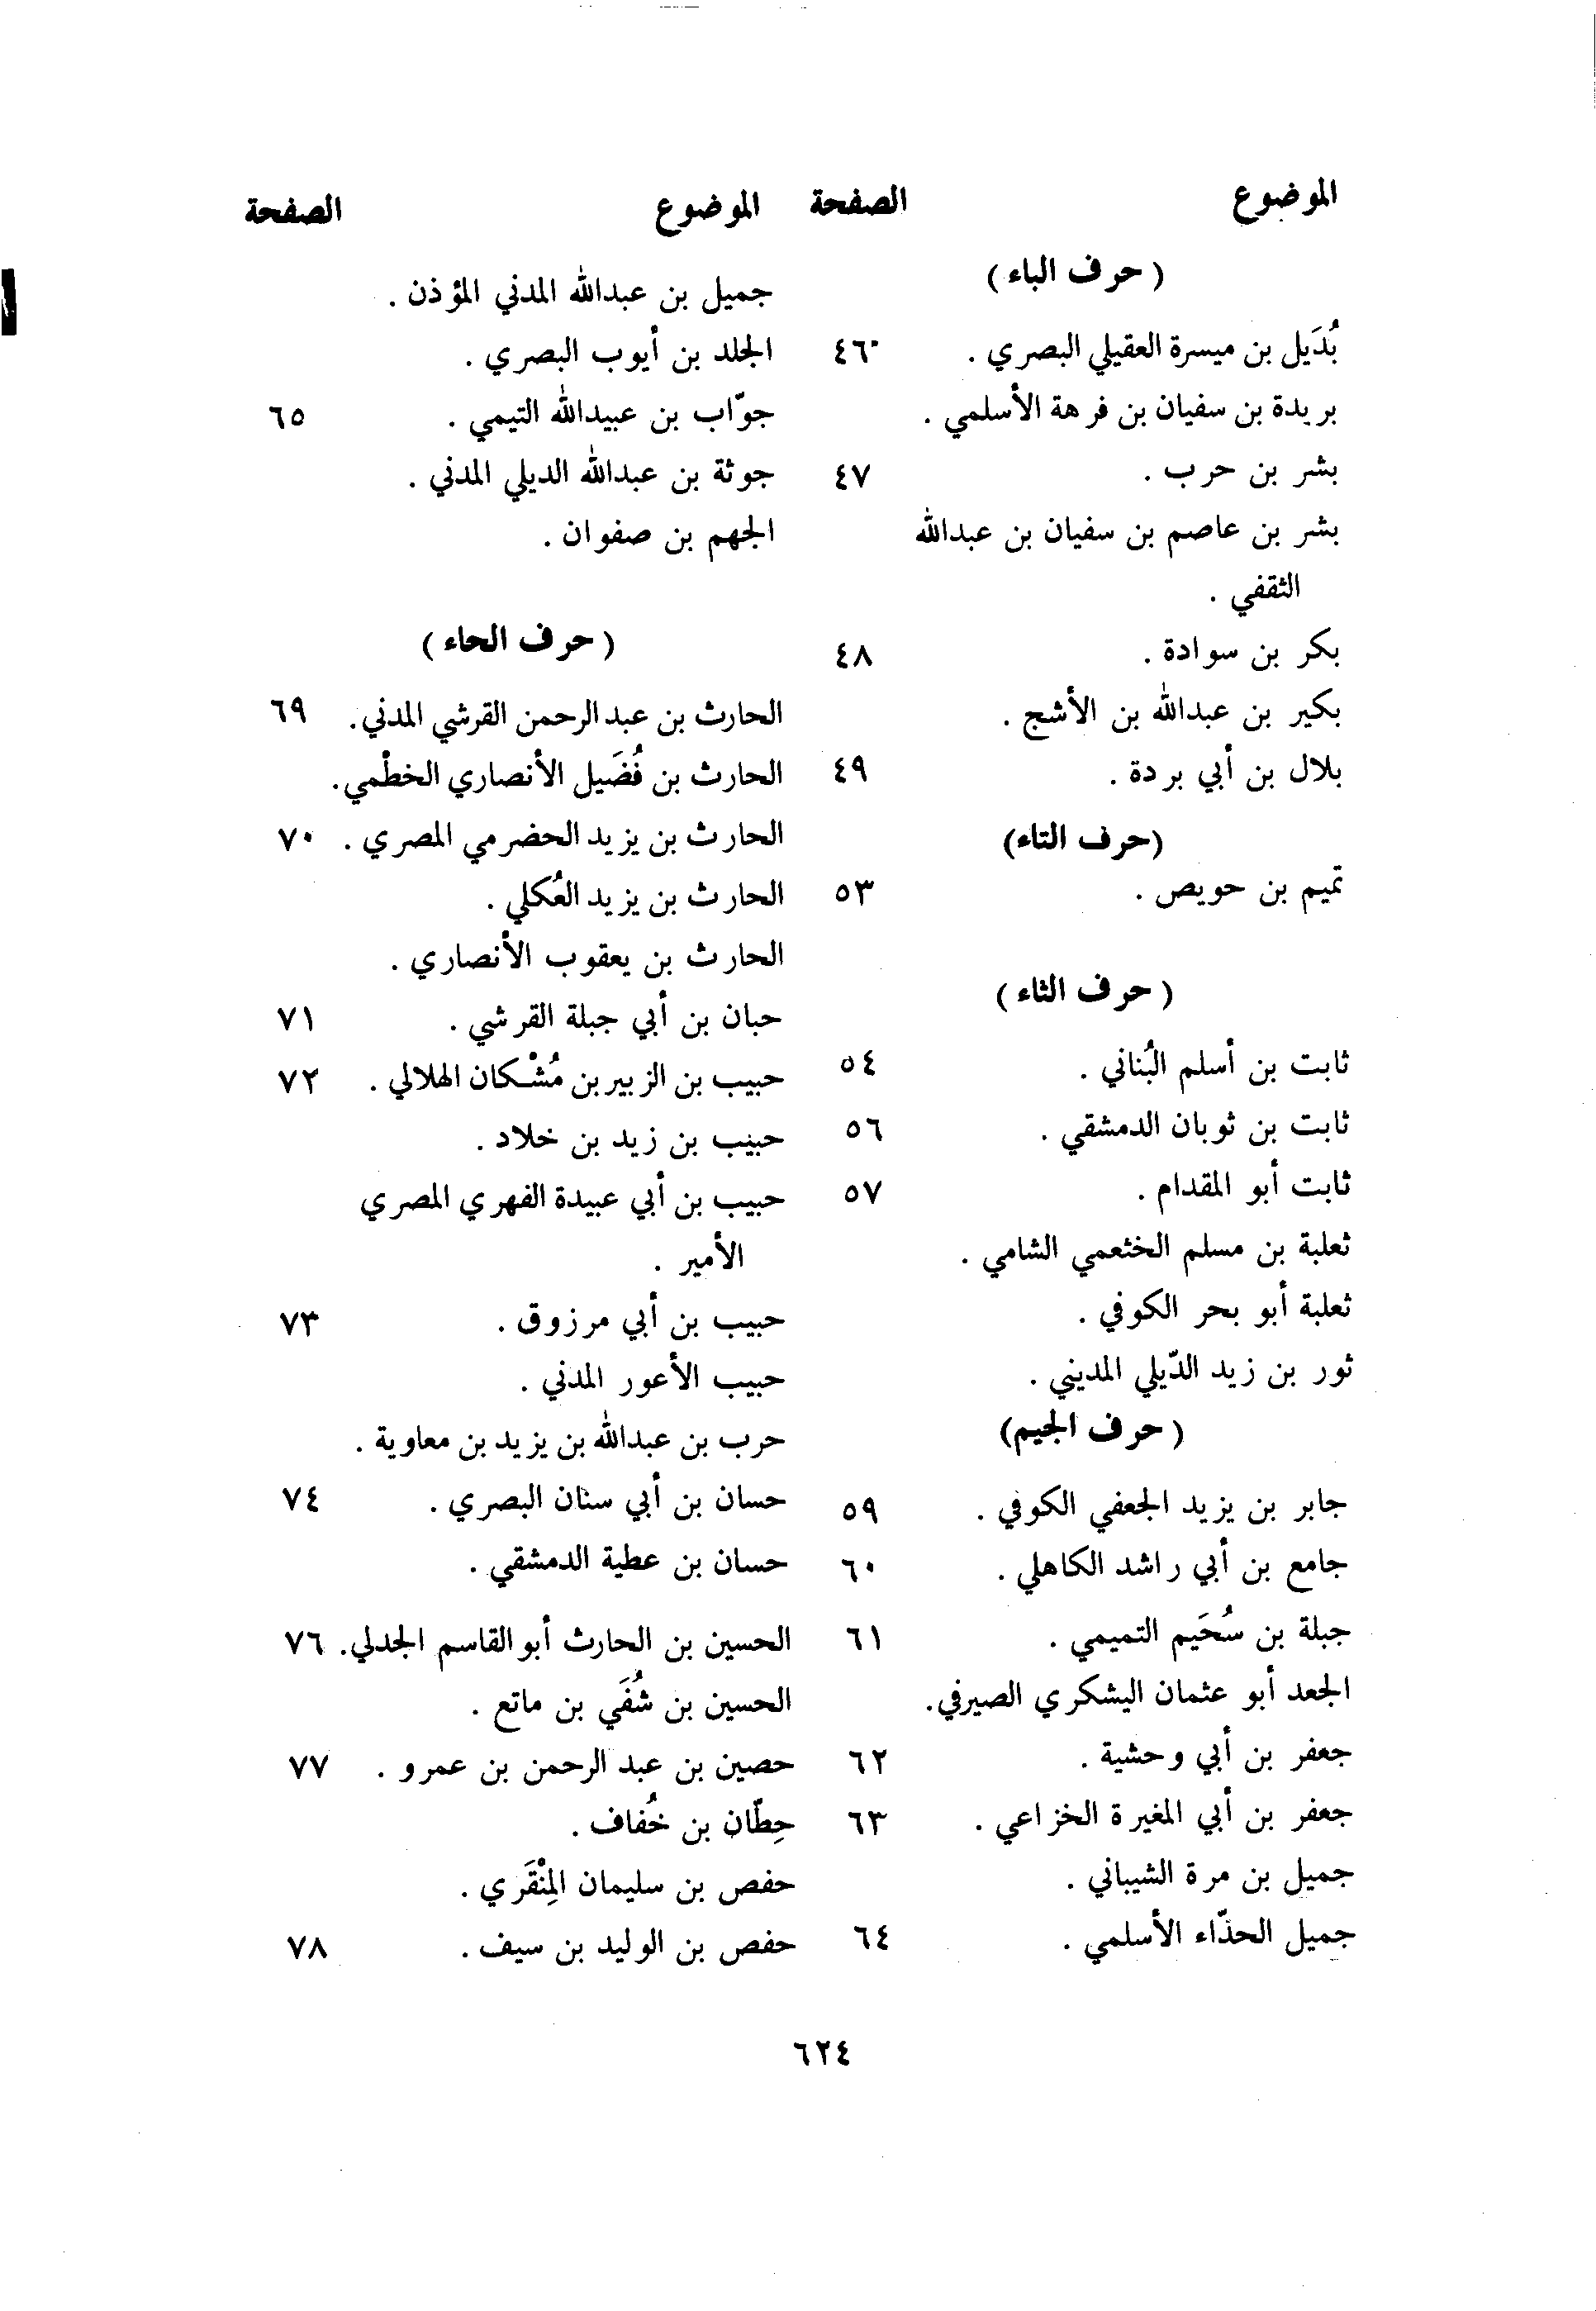 الموضوع الصفحة
( حرف الباء )
بُدَيل بن ميسرة العقيلي البصري . ٤٦
بريدة بن سفيان بن فرهة الأسلمي .
بشر بن حرب . ٤٧
بشر بن عاصم بن سفيان بن عبدالله
الثقفي .
بكر بن سوادة . ٤٨
بكير بن عبدالله بن الأشج .
بلال بن أبي بردة . ٤٩
(حرف التاء)
تميم بن حويص . ٥٣
( حرف الثاء )
ثابت بن أسلم البُناني . ٥٤
ثابت بن ثوبان الدمشقي . ٥٦
ثابت أبو المقدام . ٥٧
ثعلبة بن مسلم الخثعمي الشامي .
ثعلبة أبو بحر الكوفي .
ثور بن زيد الدّيلي المديني .
( حرف الجيم)
جابر بن يزيد الجعفي الكوفي . ٥٩
جامع بن أبي راشد الكاهلي . ٦٠
جبلة بن سُحَيم التميمي . ٦١
الجعد أبو عثمان اليشكري الصيرفي.
جعفر بن أبي وحشية . ٦٢
جعفر بن أبي المغيرة الخزاعي . ٦٣
جميل بن مرة الشيباني .
جميل الحذّاء الأسلمي . ٦٤
الموضوع الصفحة
جميل بن عبدالله المدني المؤذن .
الجلد بن أيوب البصري .
جوّاب بن عبيدالله التيمي . ٦٥
جوثة بن عبدالله الديلي المدني .
الجهم بن صفوان .
( حرف الحاء )
الحارث بن عبد الرحمن القرشي المدني. ٦٩
الحارث بن فُضَيل الأنصاري الخطْمي.
الحارث بن يزيد الحضرمي المصري . ٧٠
الحارث بن يزيد العُكلي .
الحارث بن يعقوب الأنصاري .
حبان بن أبي جبلة القرشي . ٧١
حبيب بن الزبير بن مُشْكان الهلالي . ٧٢
حبيب بن زيد بن خلاد .
حبيب بن أبي عبيدة الفهري المصري
الأمير .
حبيب بن أبي مرزوق . ٧٣
حبيب الأعور المدني .
حرب بن عبدالله بن يزيد بن معاوية .
حسان بن أبي سنان البصري . ٧٤
حسان بن عطية الدمشقي .
الحسين بن الحارث أبو القاسم الجدلي. ٧٦
الحسين بن شُفَي بن ماتع .
حصين بن عبد الرحمن بن عمرو . ٧٧
حِطّان بن خُفاف .
حفص بن سليمان المِنْقَري .
حفص بن الوليد بن سيف . ٧٨
٦٢٤